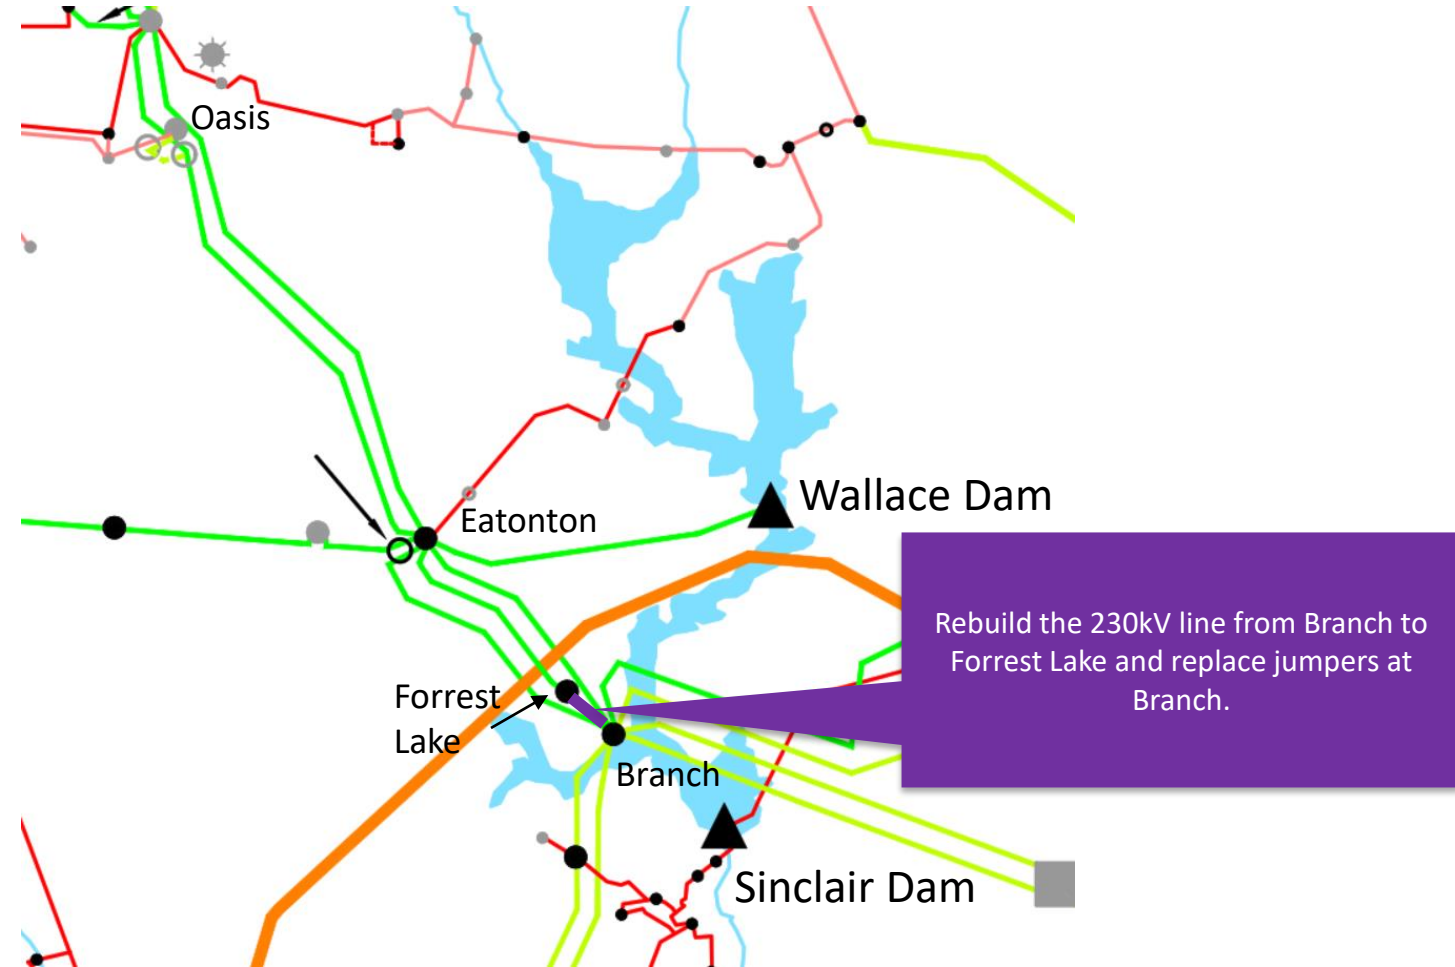 Oasis
Wallace Dam
Eatonton
Rebuild the 230kV line from Branch to
Forrest Lake and replace jumpers at
Branch.
Forrest
Lake
Branch
Sinclair Dam